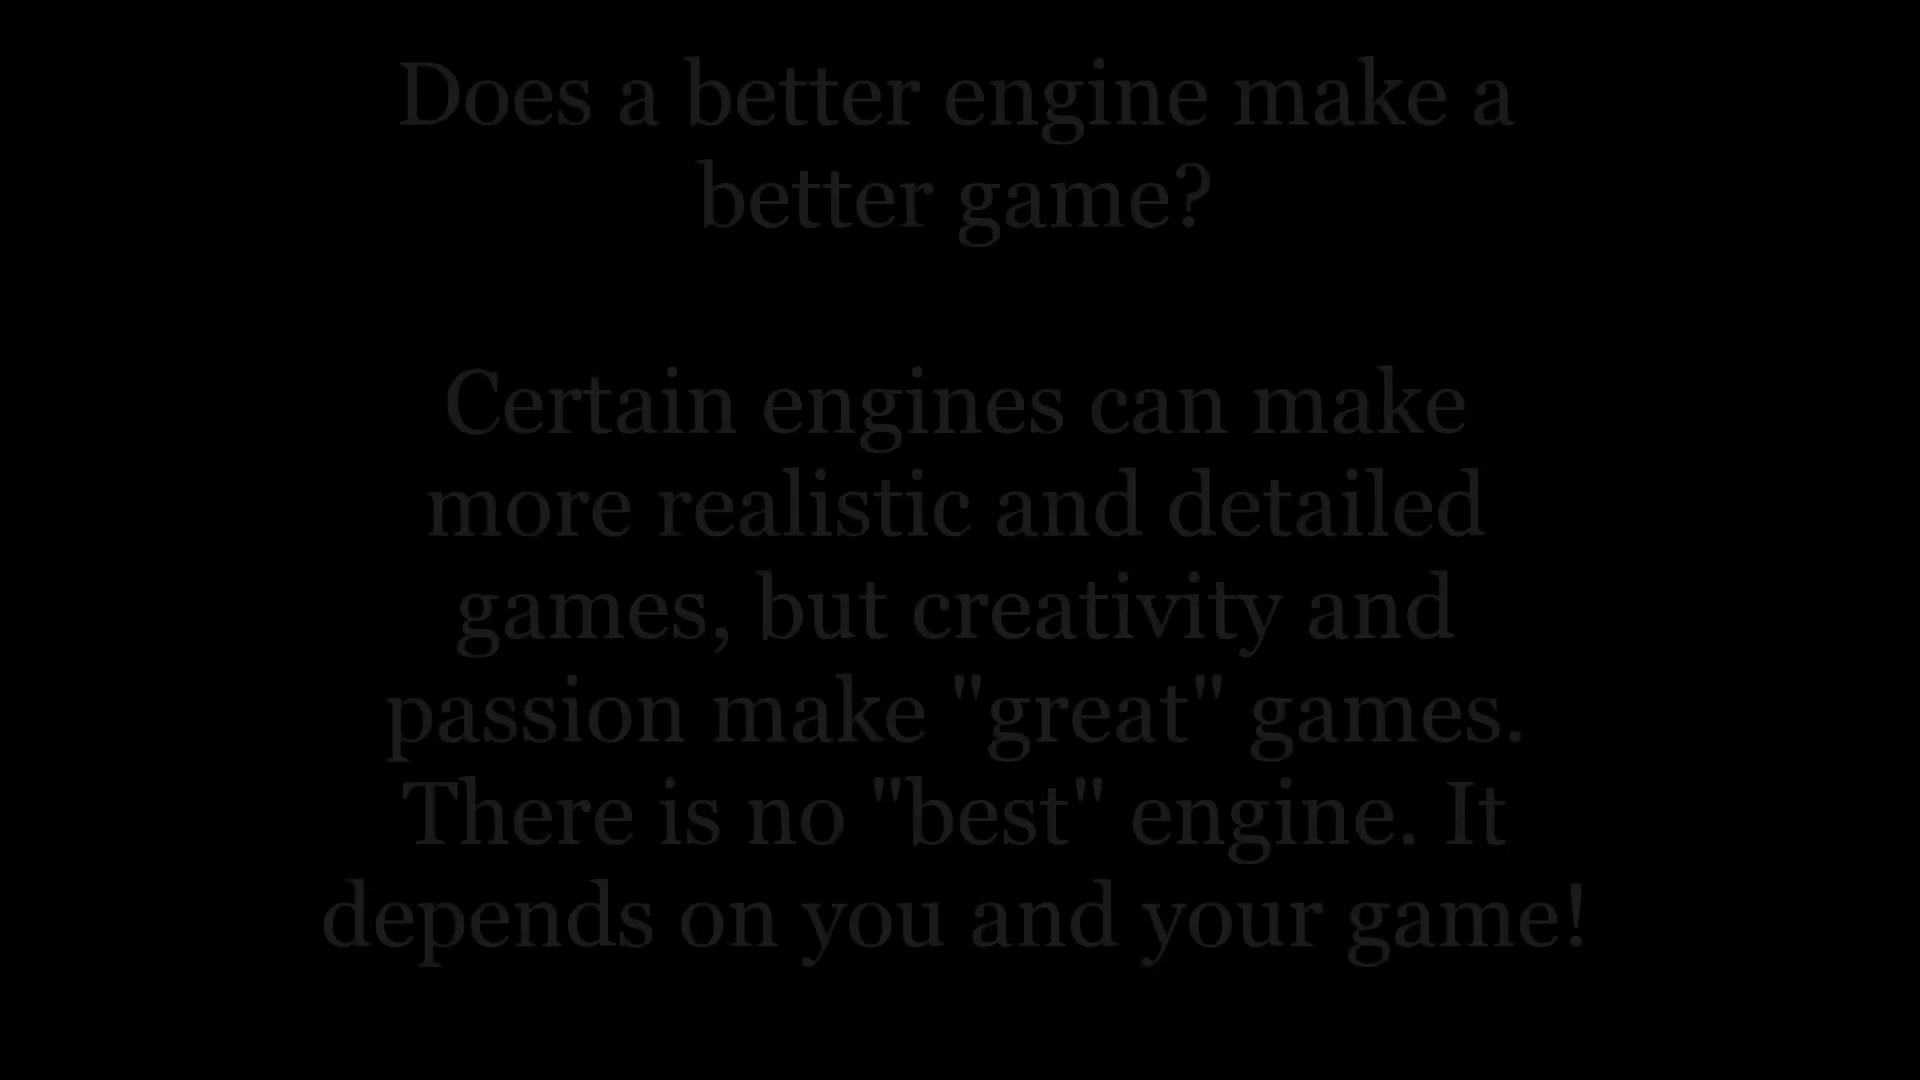 Does a better engine make a
better game?
Certain engines can make
more realistic and detailed
games, but creativity and
passion make "great" games.
There is no "best" engine. It
depends on you and your game!